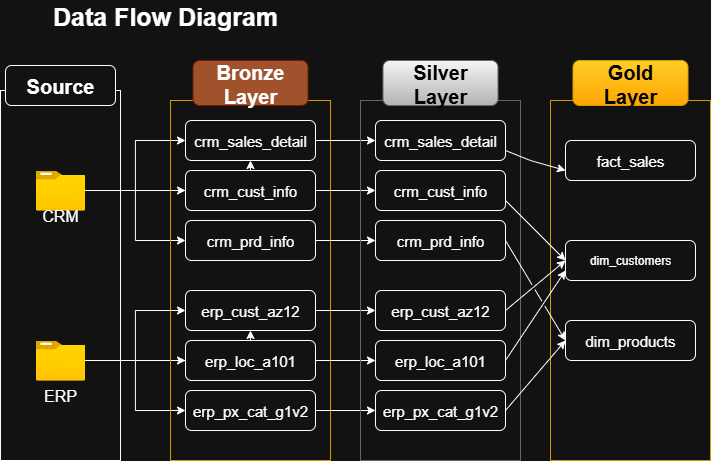 Data Flow Diagram
Source
Bronze
Layer
Silver
Layer
Gold
Layer
CRM
ERP
crm_sales_detail
crm_cust_info
crm_prd_info
erp_cust_az12
erp_loc_a101
erp_px_cat_g1v2
crm_sales_detail
crm_cust_info
crm_prd_info
erp_cust_az12
erp_loc_a101
erp_px_cat_g1v2
fact_sales
dim_customers
dim_products